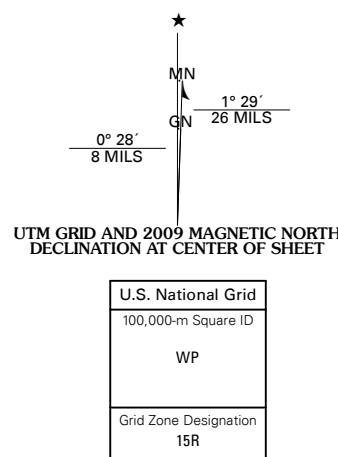 ★
MN
1° 29´
26 MILS
GN
0° 28´
8 MILS
UTM GRID AND 2009 MAGNETIC NORTH
DECLINATION AT CENTER OF SHEET
U.S. National Grid
100,000-m Square ID
WP
Grid Zone Designation
15R